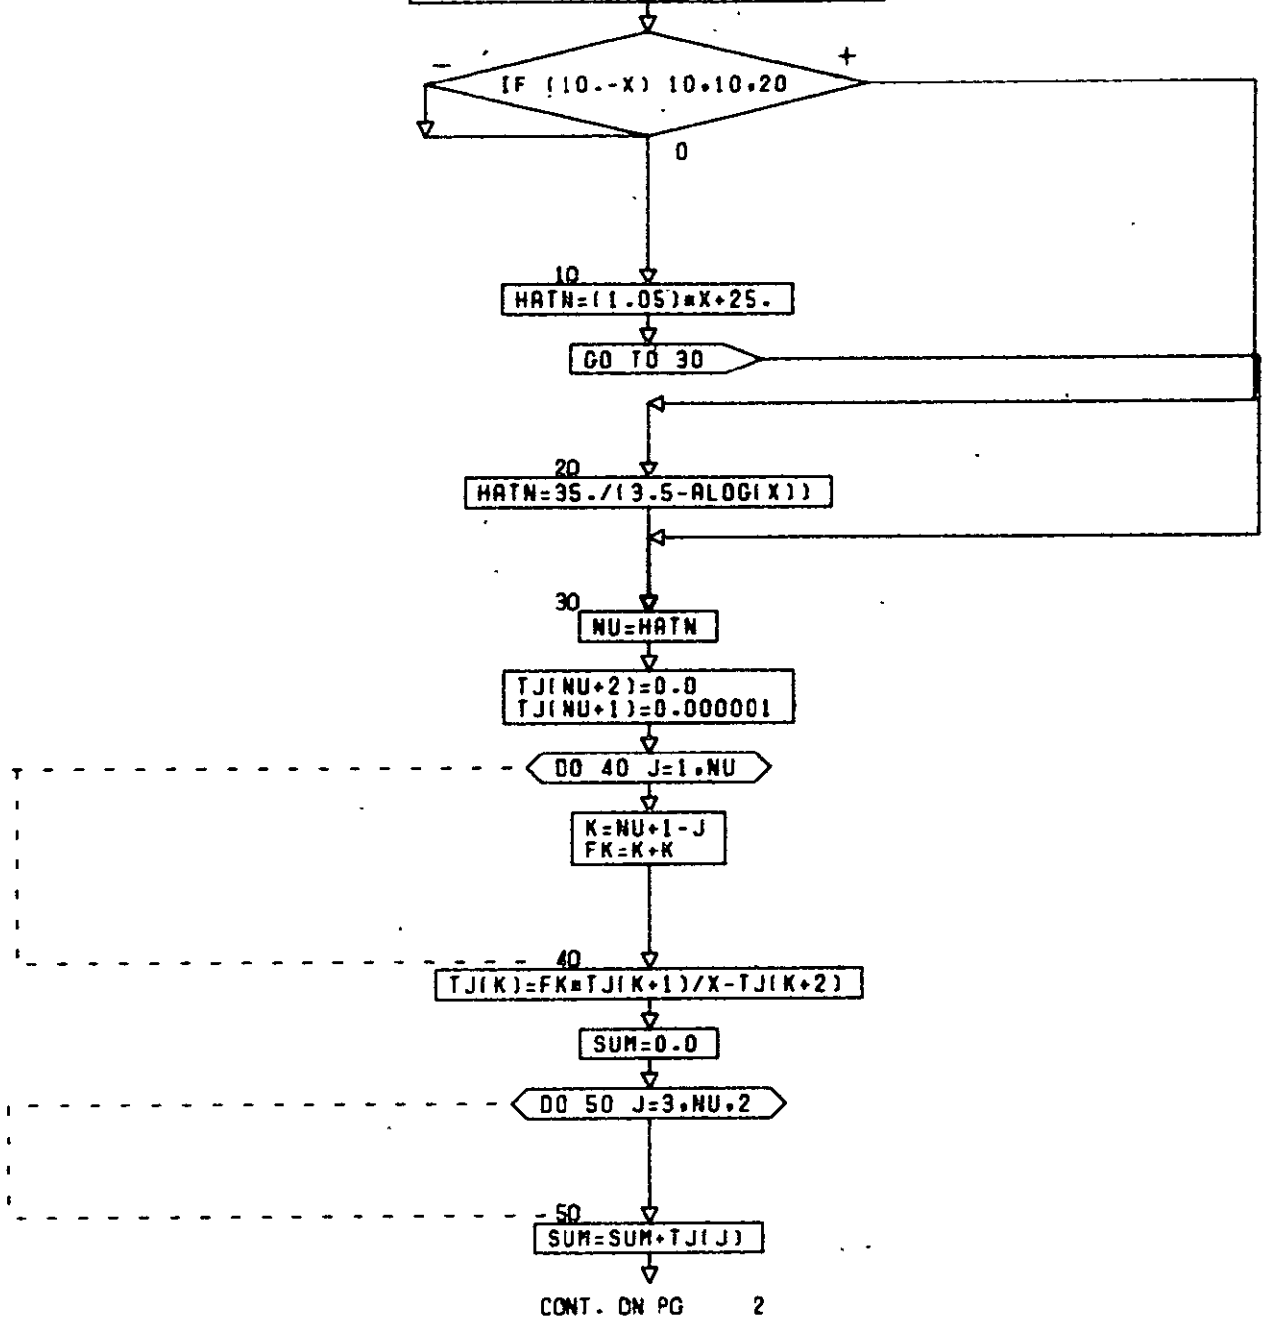 -
+
IF (10.-X) 10,10,20
0
10
HATN=(1.05)*X+25.
GO TO 30
20
HATN=35./(3.5-ALOG(X))
30
NU=HATN
TJ(NU+2)=0.0
TJ(NU+1)=0.000001
DO 40 J=1,NU
K=NU+1-J
FK=K+K
40
TJ(K)=FK*TJ(K+1)/X-TJ(K+2)
SUM=0.0
DO 50 J=3,NU,2
50
SUM=SUM+TJ(J)
CONT. ON PG 2